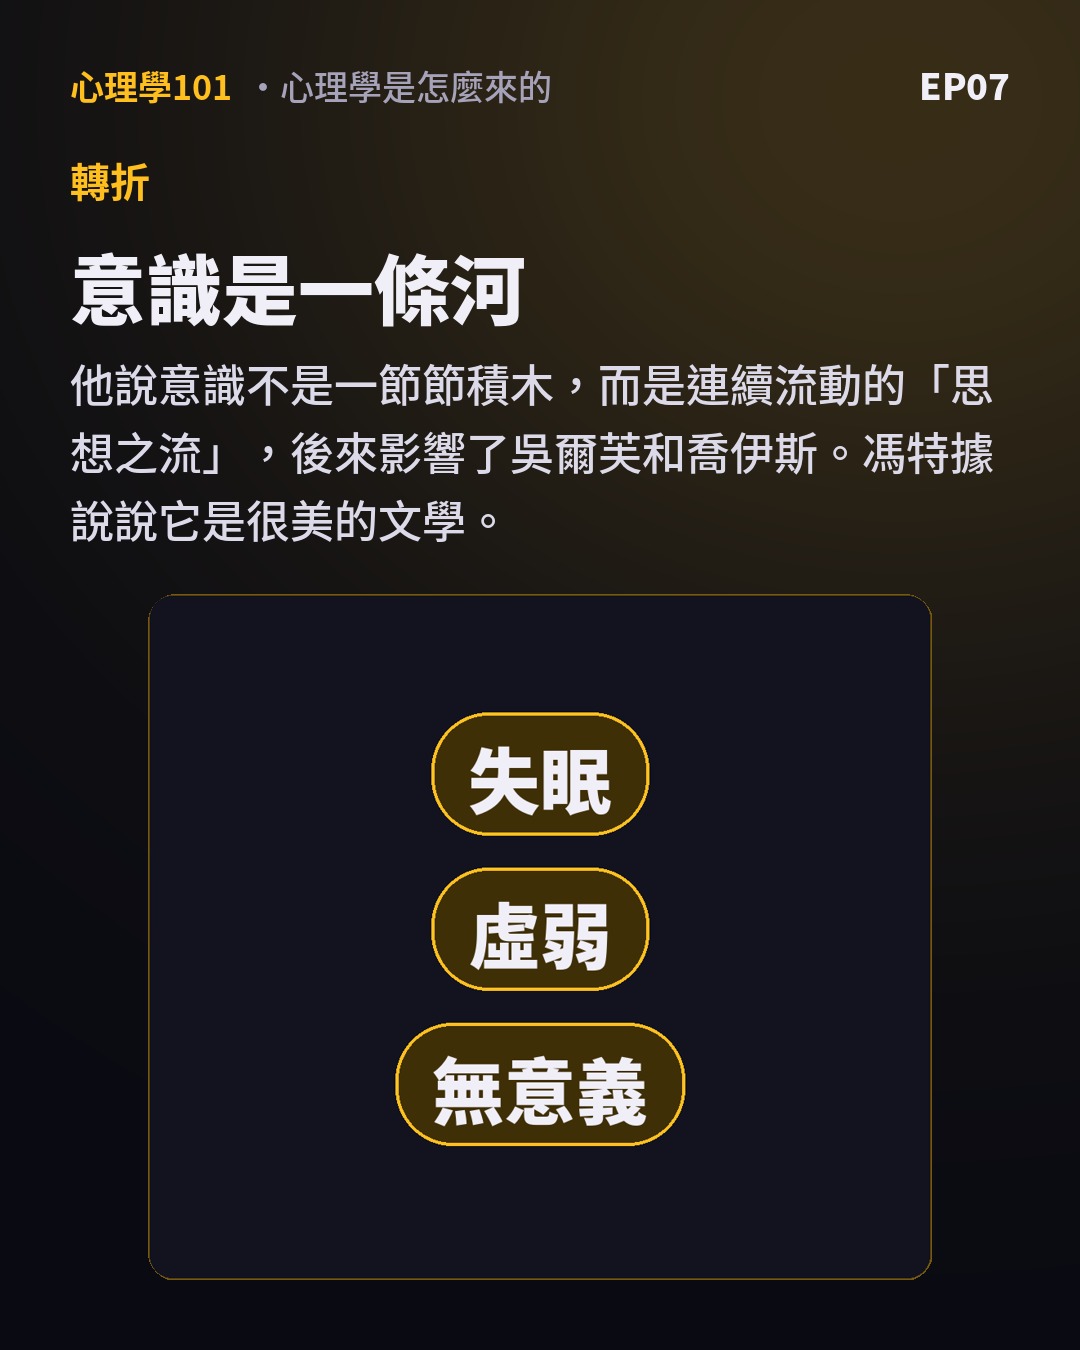 心理學101 ・心理學是怎麼來的
EP07
轉折
意識是一條河
他說意識不是一節節積木，而是連續流動的「思
想之流」，後來影響了吳爾芙和喬伊斯。馮特據
說說它是很美的文學。
失眠
虛弱
無意義